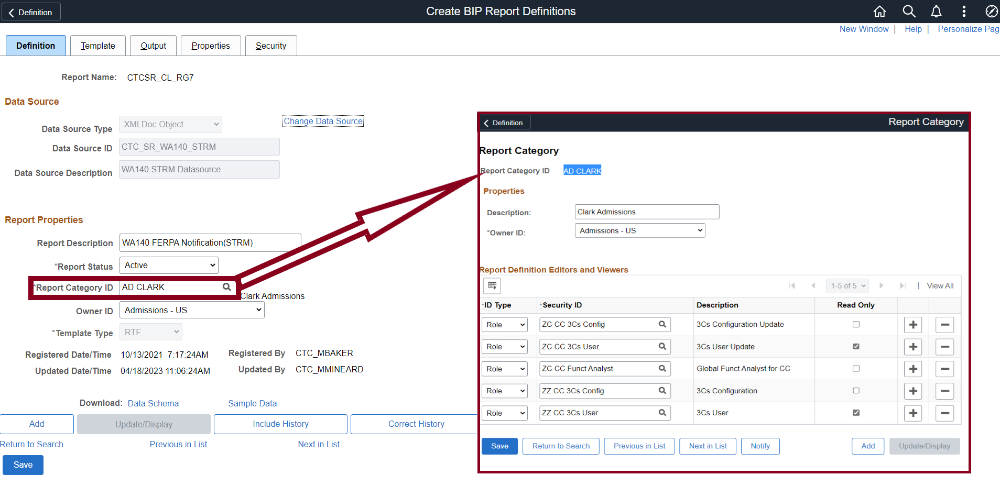 Definition
Create BIP Report Definitions
New Window | Help | Personalize Pag
Definition Template Output Properties Security
Report Name: CTCSR_CL_RG7
Data Source
Data Source Type XMLDoc Object Change Data Source
Data Source ID CTC_SR_WA140_STRM
Data Source Description WA140 STRM Datasource
Report Properties
Report Description WA140 FERPA Notification(STRM)
*Report Status Active
*Report Category ID AD CLARK
Clark Admissions
Owner ID Admissions - US
*Template Type RTF
Registered Date/Time 10/13/2021 7:17:24AM Registered By CTC_MBAKER
Updated Date/Time 04/18/2023 11:06:24AM Updated By CTC_MMINEARD
Download: Data Schema Sample Data
Add Update/Display Include History Correct History
Return to Search Previous in List Next in List
Save
Definition Report Category
Report Category
Report Category ID AD CLARK
Properties
Description: Clark Admissions
*Owner ID: Admissions - US
Report Definition Editors and Viewers
1-5 of 5 | View All
*ID Type *Security ID Description Read Only
Role ZC CC 3Cs Config 3Cs Configuration Update
Role ZC CC 3Cs User 3Cs User Update
Role ZC CC Funct Analyst Global Funct Analyst for CC
Role ZZ CC 3Cs Config 3Cs Configuration
Role ZZ CC 3Cs User 3Cs User
Save Return to Search Previous in List Next in List Notify Add Update/Display